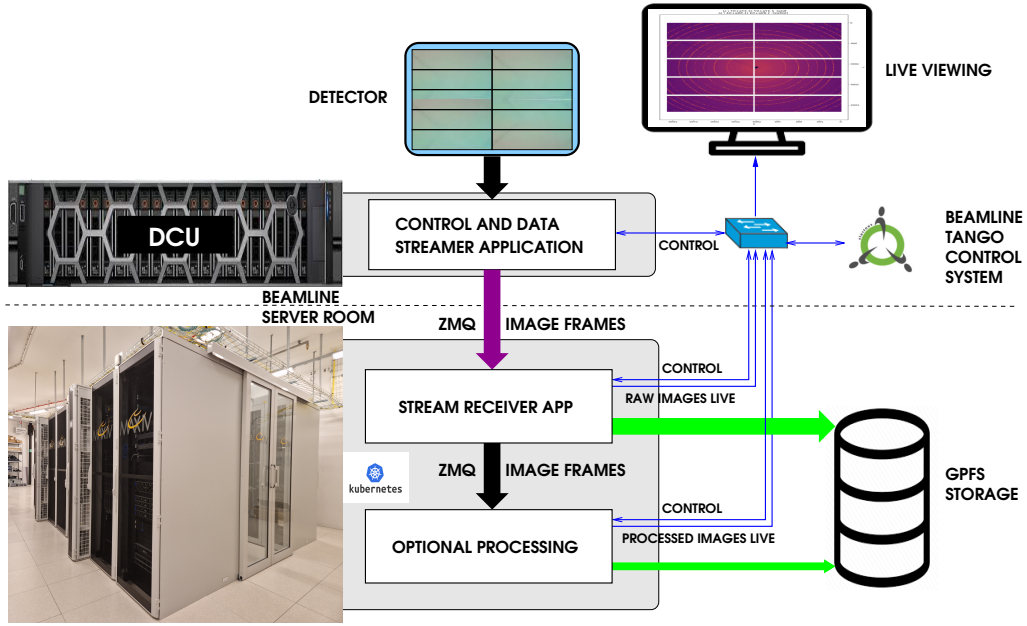 DETECTOR
LIVE VIEWING
DCU
CONTROL AND DATA
STREAMER APPLICATION
CONTROL
BEAMLINE
TANGO
CONTROL
SYSTEM
BEAMLINE
SERVER ROOM
ZMQ IMAGE FRAMES
CONTROL
RAW IMAGES LIVE
STREAM RECEIVER APP
ZMQ IMAGE FRAMES
kubernetes
GPFS
STORAGE
CONTROL
PROCESSED IMAGES LIVE
OPTIONAL PROCESSING